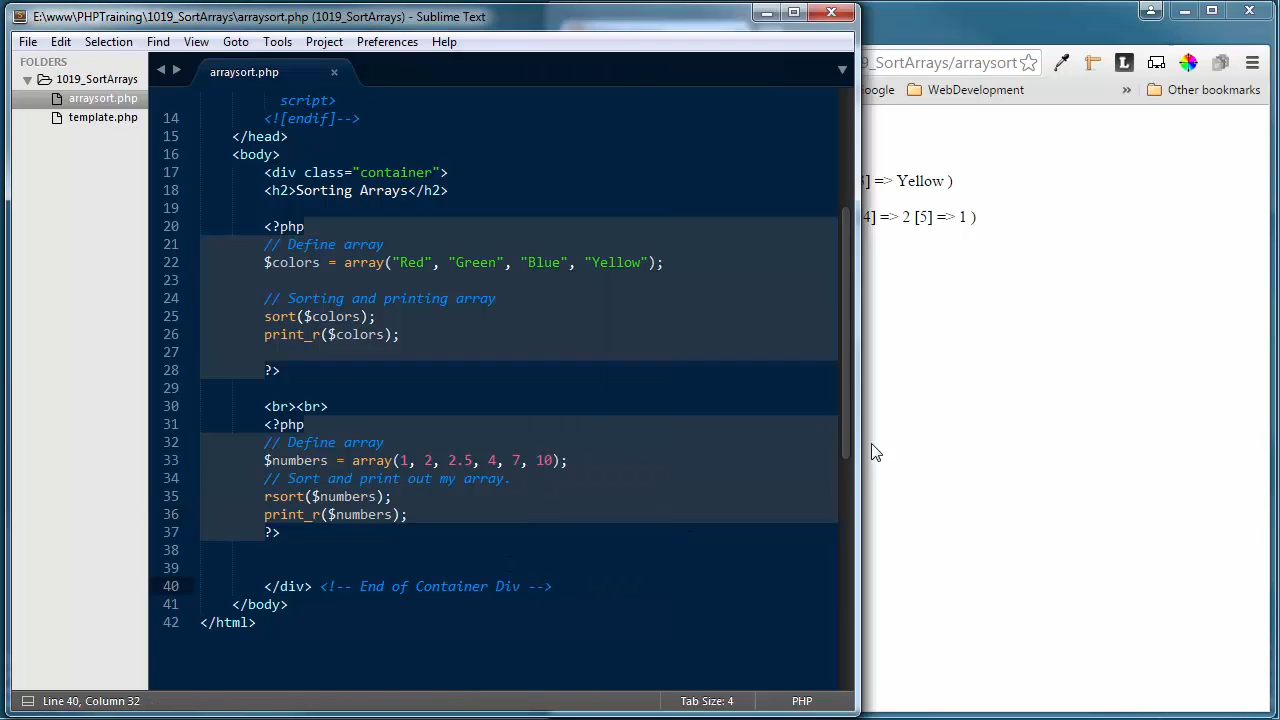 E:\www\PHPTraining\1019_SortArrays\arraysort.php (1019_SortArrays) - Sublime Text
File Edit Selection Find View Goto Tools Project Preferences Help
FOLDERS
1019_SortArrays
arraysort.php
template.php
arraysort.php
script>
14 <![endif]-->
15 </head>
16 <body>
17 <div class="container">
18 <h2>Sorting Arrays</h2>
19
20 <?php
21 // Define array
22 $colors = array("Red", "Green", "Blue", "Yellow");
23
24 // Sorting and printing array
25 sort($colors);
26 print_r($colors);
27
28 ?>
29
30 <br><br>
31 <?php
32 // Define array
33 $numbers = array(1, 2, 2.5, 4, 7, 10);
34 // Sort and print out my array.
35 rsort($numbers);
36 print_r($numbers);
37 ?>
38
39
40 </div> <!-- End of Container Div -->
41 </body>
42 </html>
Line 40, Column 32 Tab Size: 4 PHP
9_SortArrays/arraysort
oogle WebDevelopment » Other bookmarks
] => Yellow )
4] => 2 [5] => 1 )